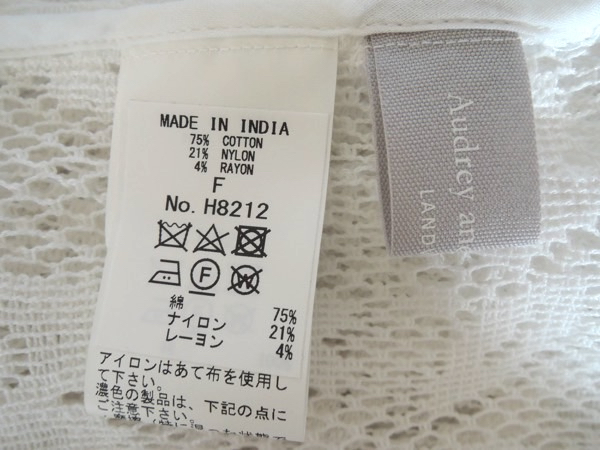 MADE IN INDIA
75% COTTON
21% NYLON
4% RAYON
F
No. H8212
綿 75%
ナイロン 21%
レーヨン 4%
アイロンはあて布を使用し
て下さい。
濃色の製品は、下記の点に
ご注意下さい。
Audrey
LAND